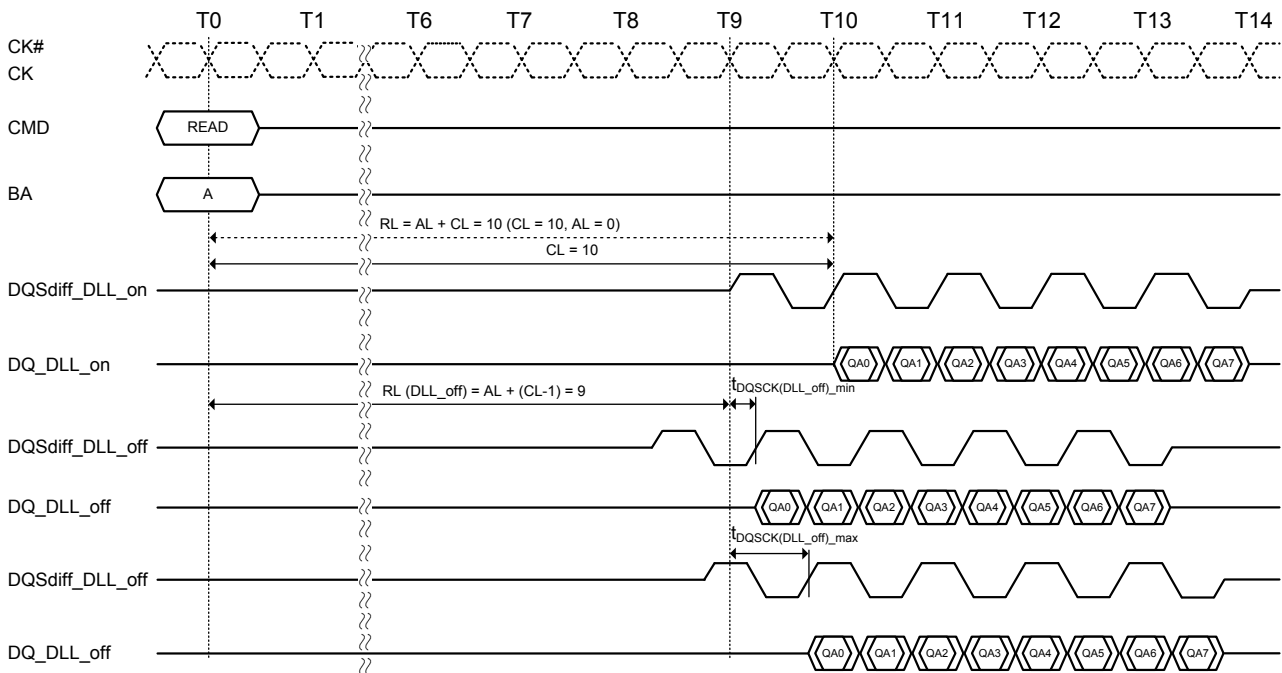 T0 T1 T6 T7 T8 T9 T10 T11 T12 T13 T14
CK#
CK
CMD READ
BA A
RL = AL + CL = 10 (CL = 10, AL = 0)
CL = 10
DQSdiff_DLL_on
DQ_DLL_on QA0 QA1 QA2 QA3 QA4 QA5 QA6 QA7
RL (DLL_off) = AL + (CL-1) = 9 tDQSCK(DLL_off)_min
DQSdiff_DLL_off
DQ_DLL_off QA0 QA1 QA2 QA3 QA4 QA5 QA6 QA7
tDQSCK(DLL_off)_max
DQSdiff_DLL_off
DQ_DLL_off QA0 QA1 QA2 QA3 QA4 QA5 QA6 QA7